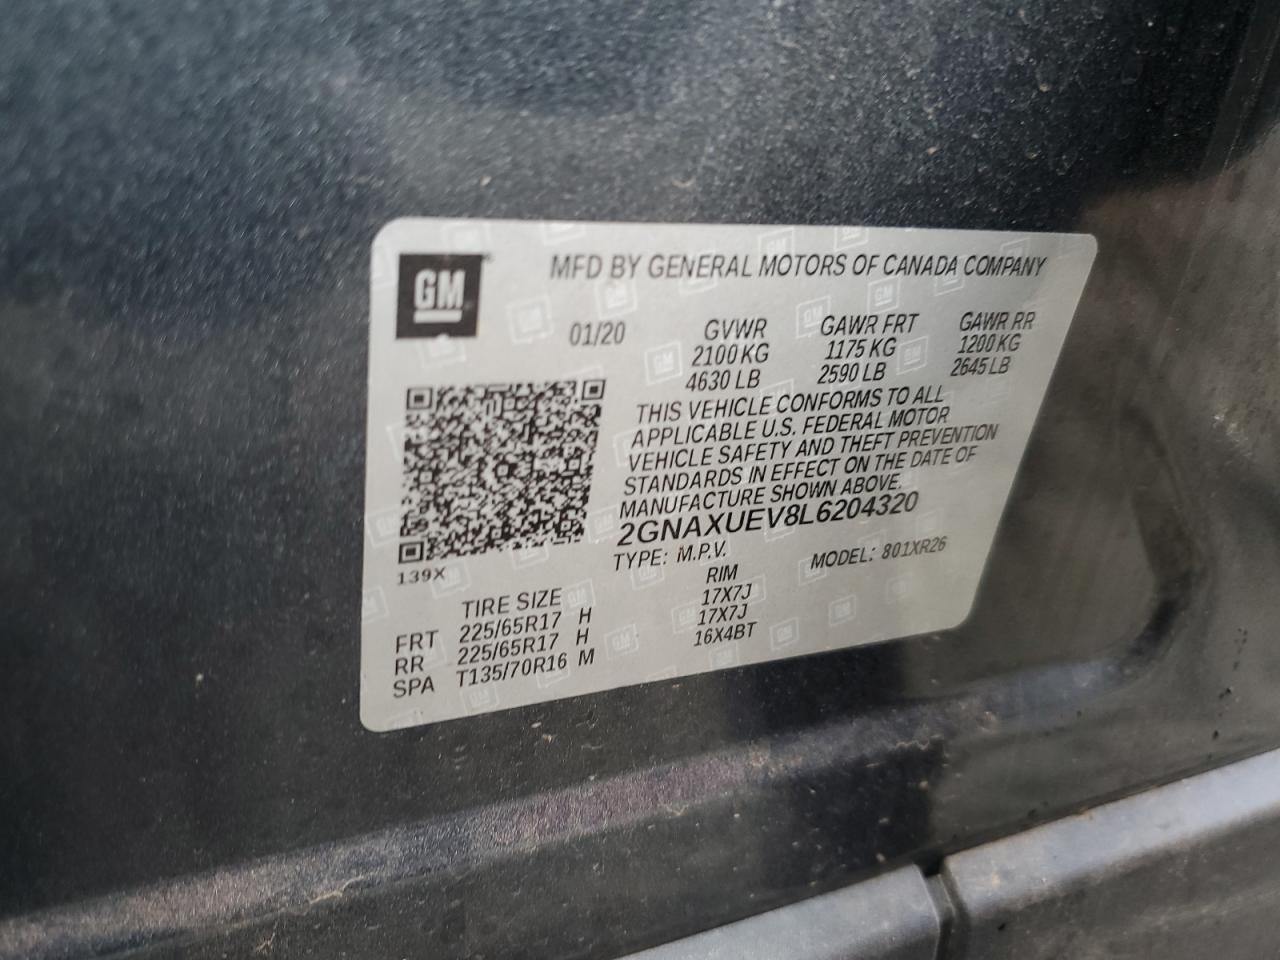 GM
MFD BY GENERAL MOTORS OF CANADA COMPANY
01/20 GVWR GAWR FRT GAWR RR
2100 KG 1175 KG 1200 KG
4630 LB 2590 LB 2645 LB
THIS VEHICLE CONFORMS TO ALL
APPLICABLE U.S. FEDERAL MOTOR
VEHICLE SAFETY AND THEFT PREVENTION
STANDARDS IN EFFECT ON THE DATE OF
MANUFACTURE SHOWN ABOVE.
2GNAXUEV8L6204320
TYPE: M.P.V. MODEL: 801XR26
139X
TIRE SIZE RIM
FRT 225/65R17 H 17X7J
RR 225/65R17 H 17X7J
SPA T135/70R16 M 16X4BT